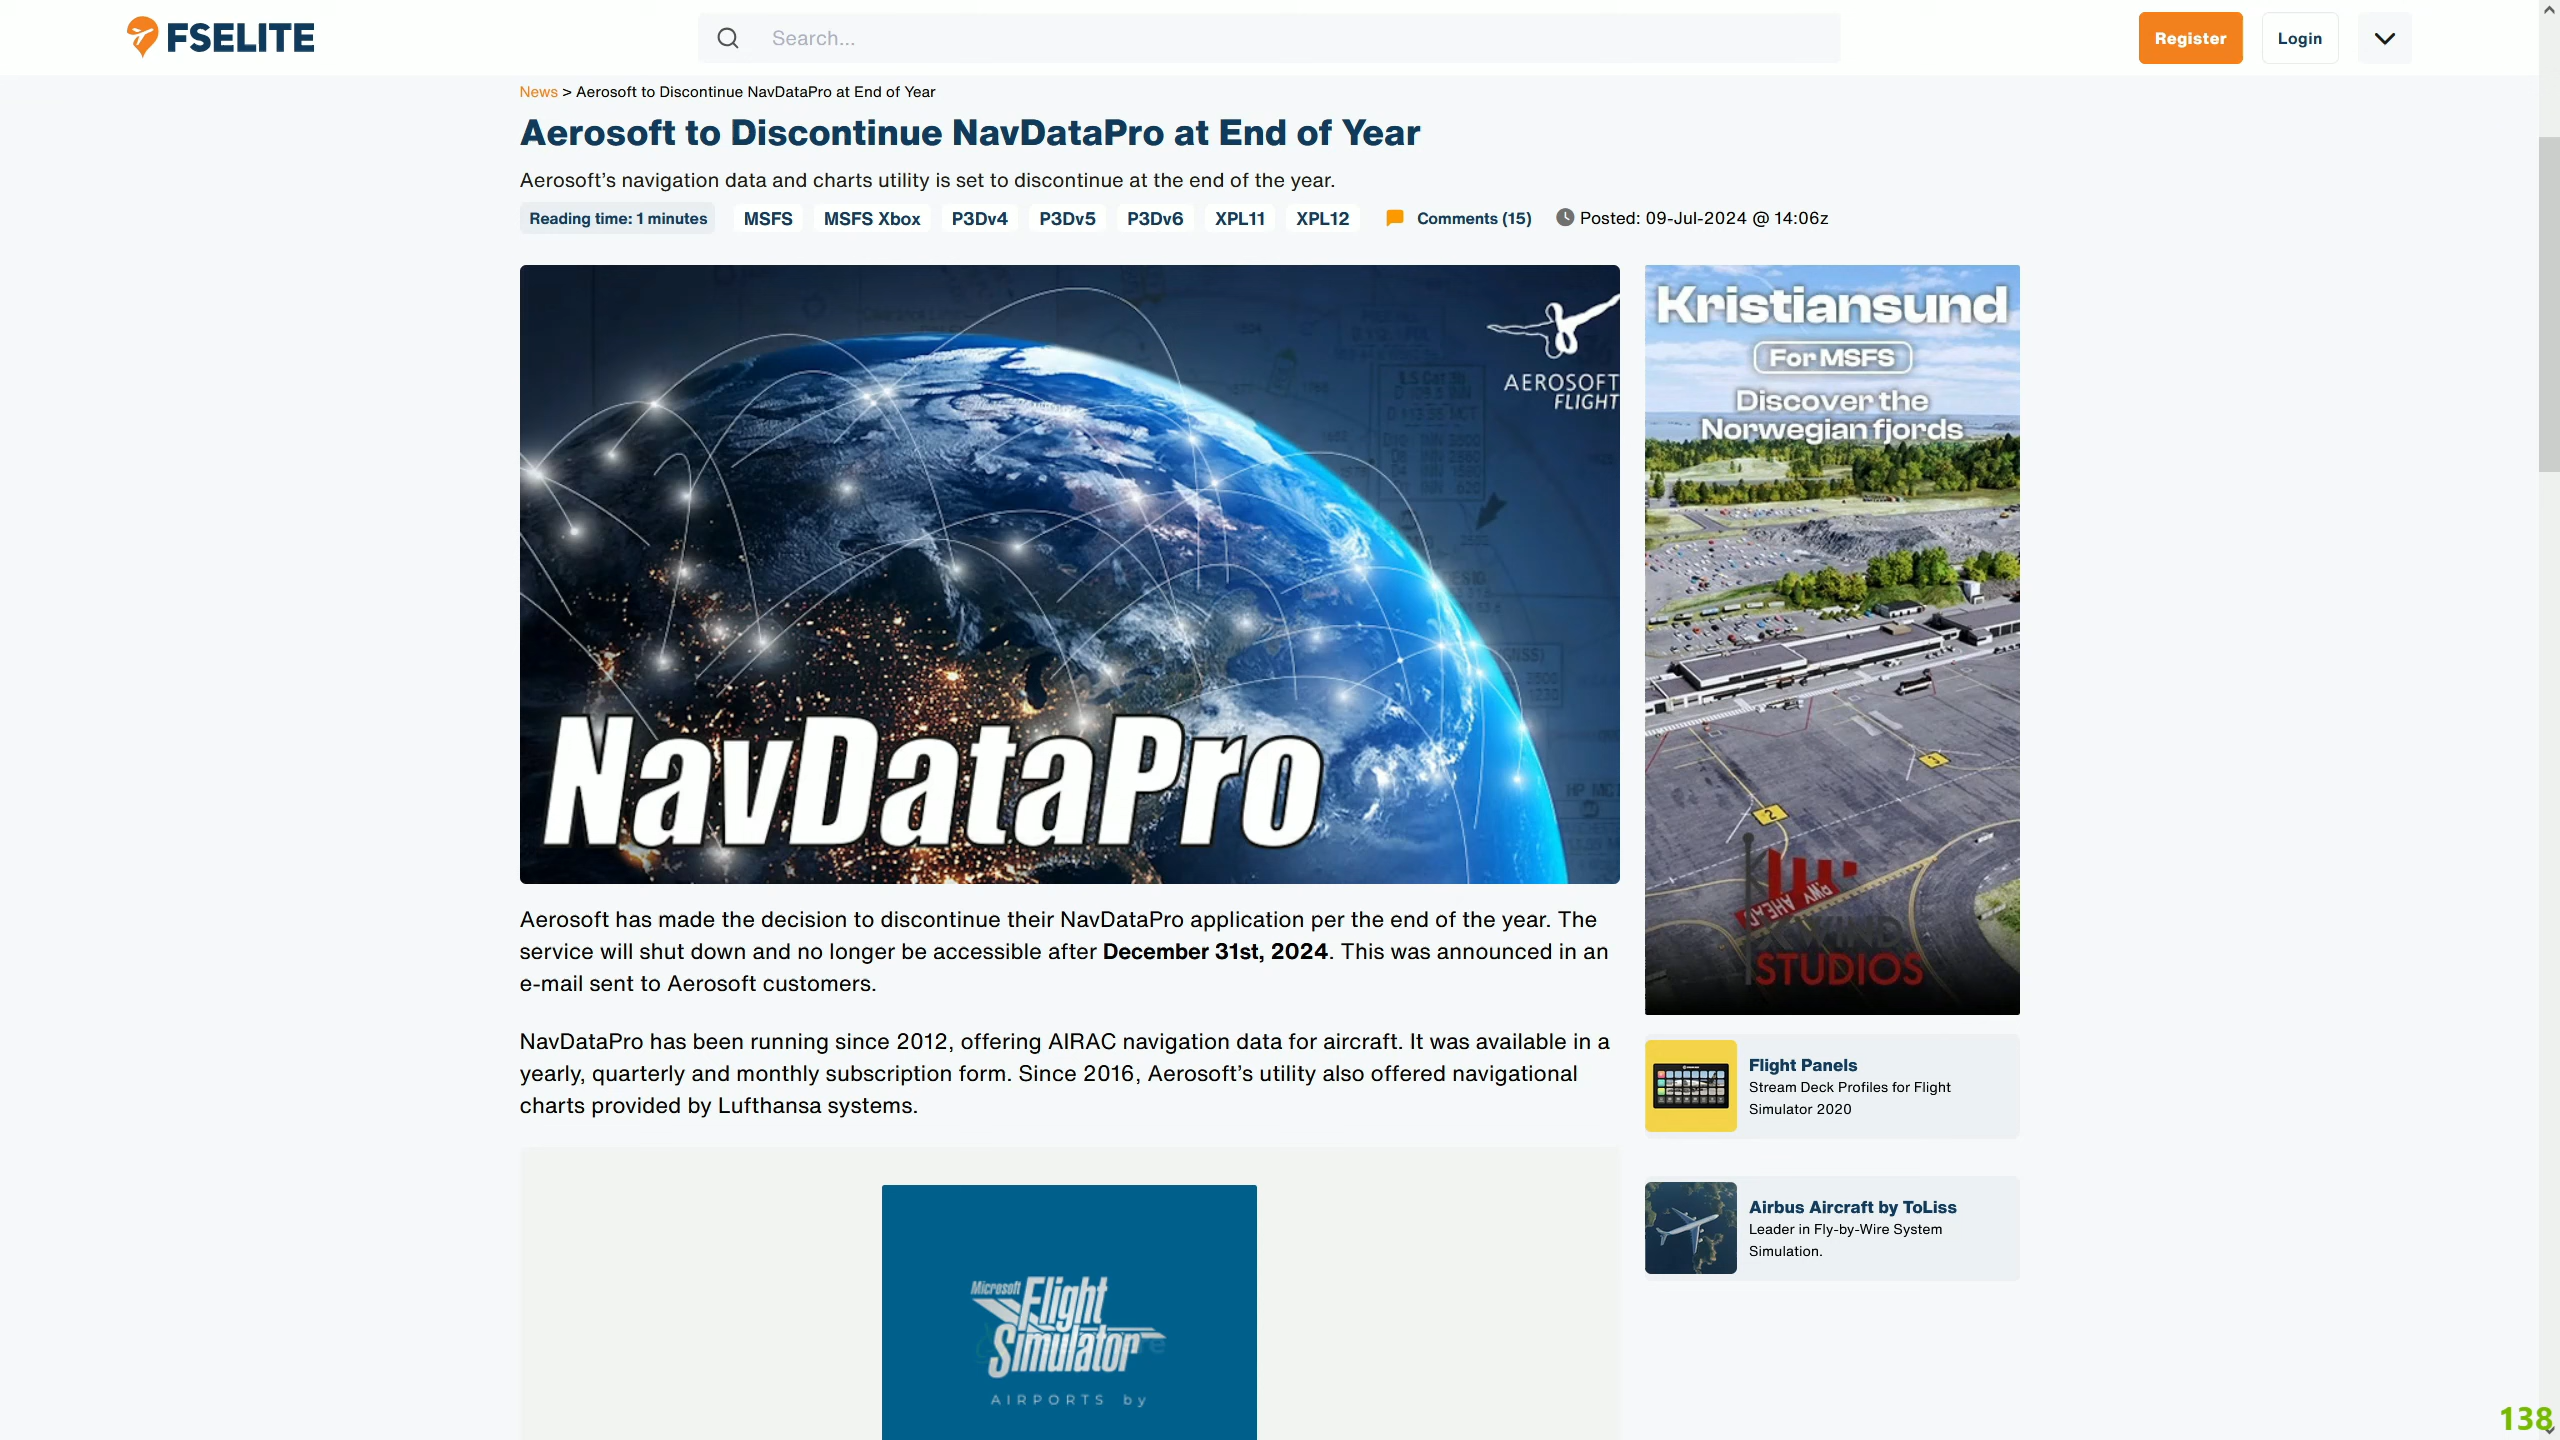 FSELITE
Search...
Register
Login
News > Aerosoft to Discontinue NavDataPro at End of Year
Aerosoft to Discontinue NavDataPro at End of Year
Aerosoft’s navigation data and charts utility is set to discontinue at the end of the year.
Reading time: 1 minutes
MSFS
MSFS Xbox
P3Dv4
P3Dv5
P3Dv6
XPL11
XPL12
Comments (15)
Posted: 09-Jul-2024 @ 14:06z
AEROSOFT
FLIGHT
NavDataPro
Aerosoft has made the decision to discontinue their NavDataPro application per the end of the year. The
service will shut down and no longer be accessible after December 31st, 2024. This was announced in an
e-mail sent to Aerosoft customers.
NavDataPro has been running since 2012, offering AIRAC navigation data for aircraft. It was available in a
yearly, quarterly and monthly subscription form. Since 2016, Aerosoft’s utility also offered navigational
charts provided by Lufthansa systems.
Microsoft
Flight
Simulator
AIRPORTS by
Kristiansund
For MSFS
Discover the
Norwegian fjords
3
2
RWY AHEAD
STUDIOS
Flight Panels
Stream Deck Profiles for Flight
Simulator 2020
Airbus Aircraft by ToLiss
Leader in Fly-by-Wire System
Simulation.
138